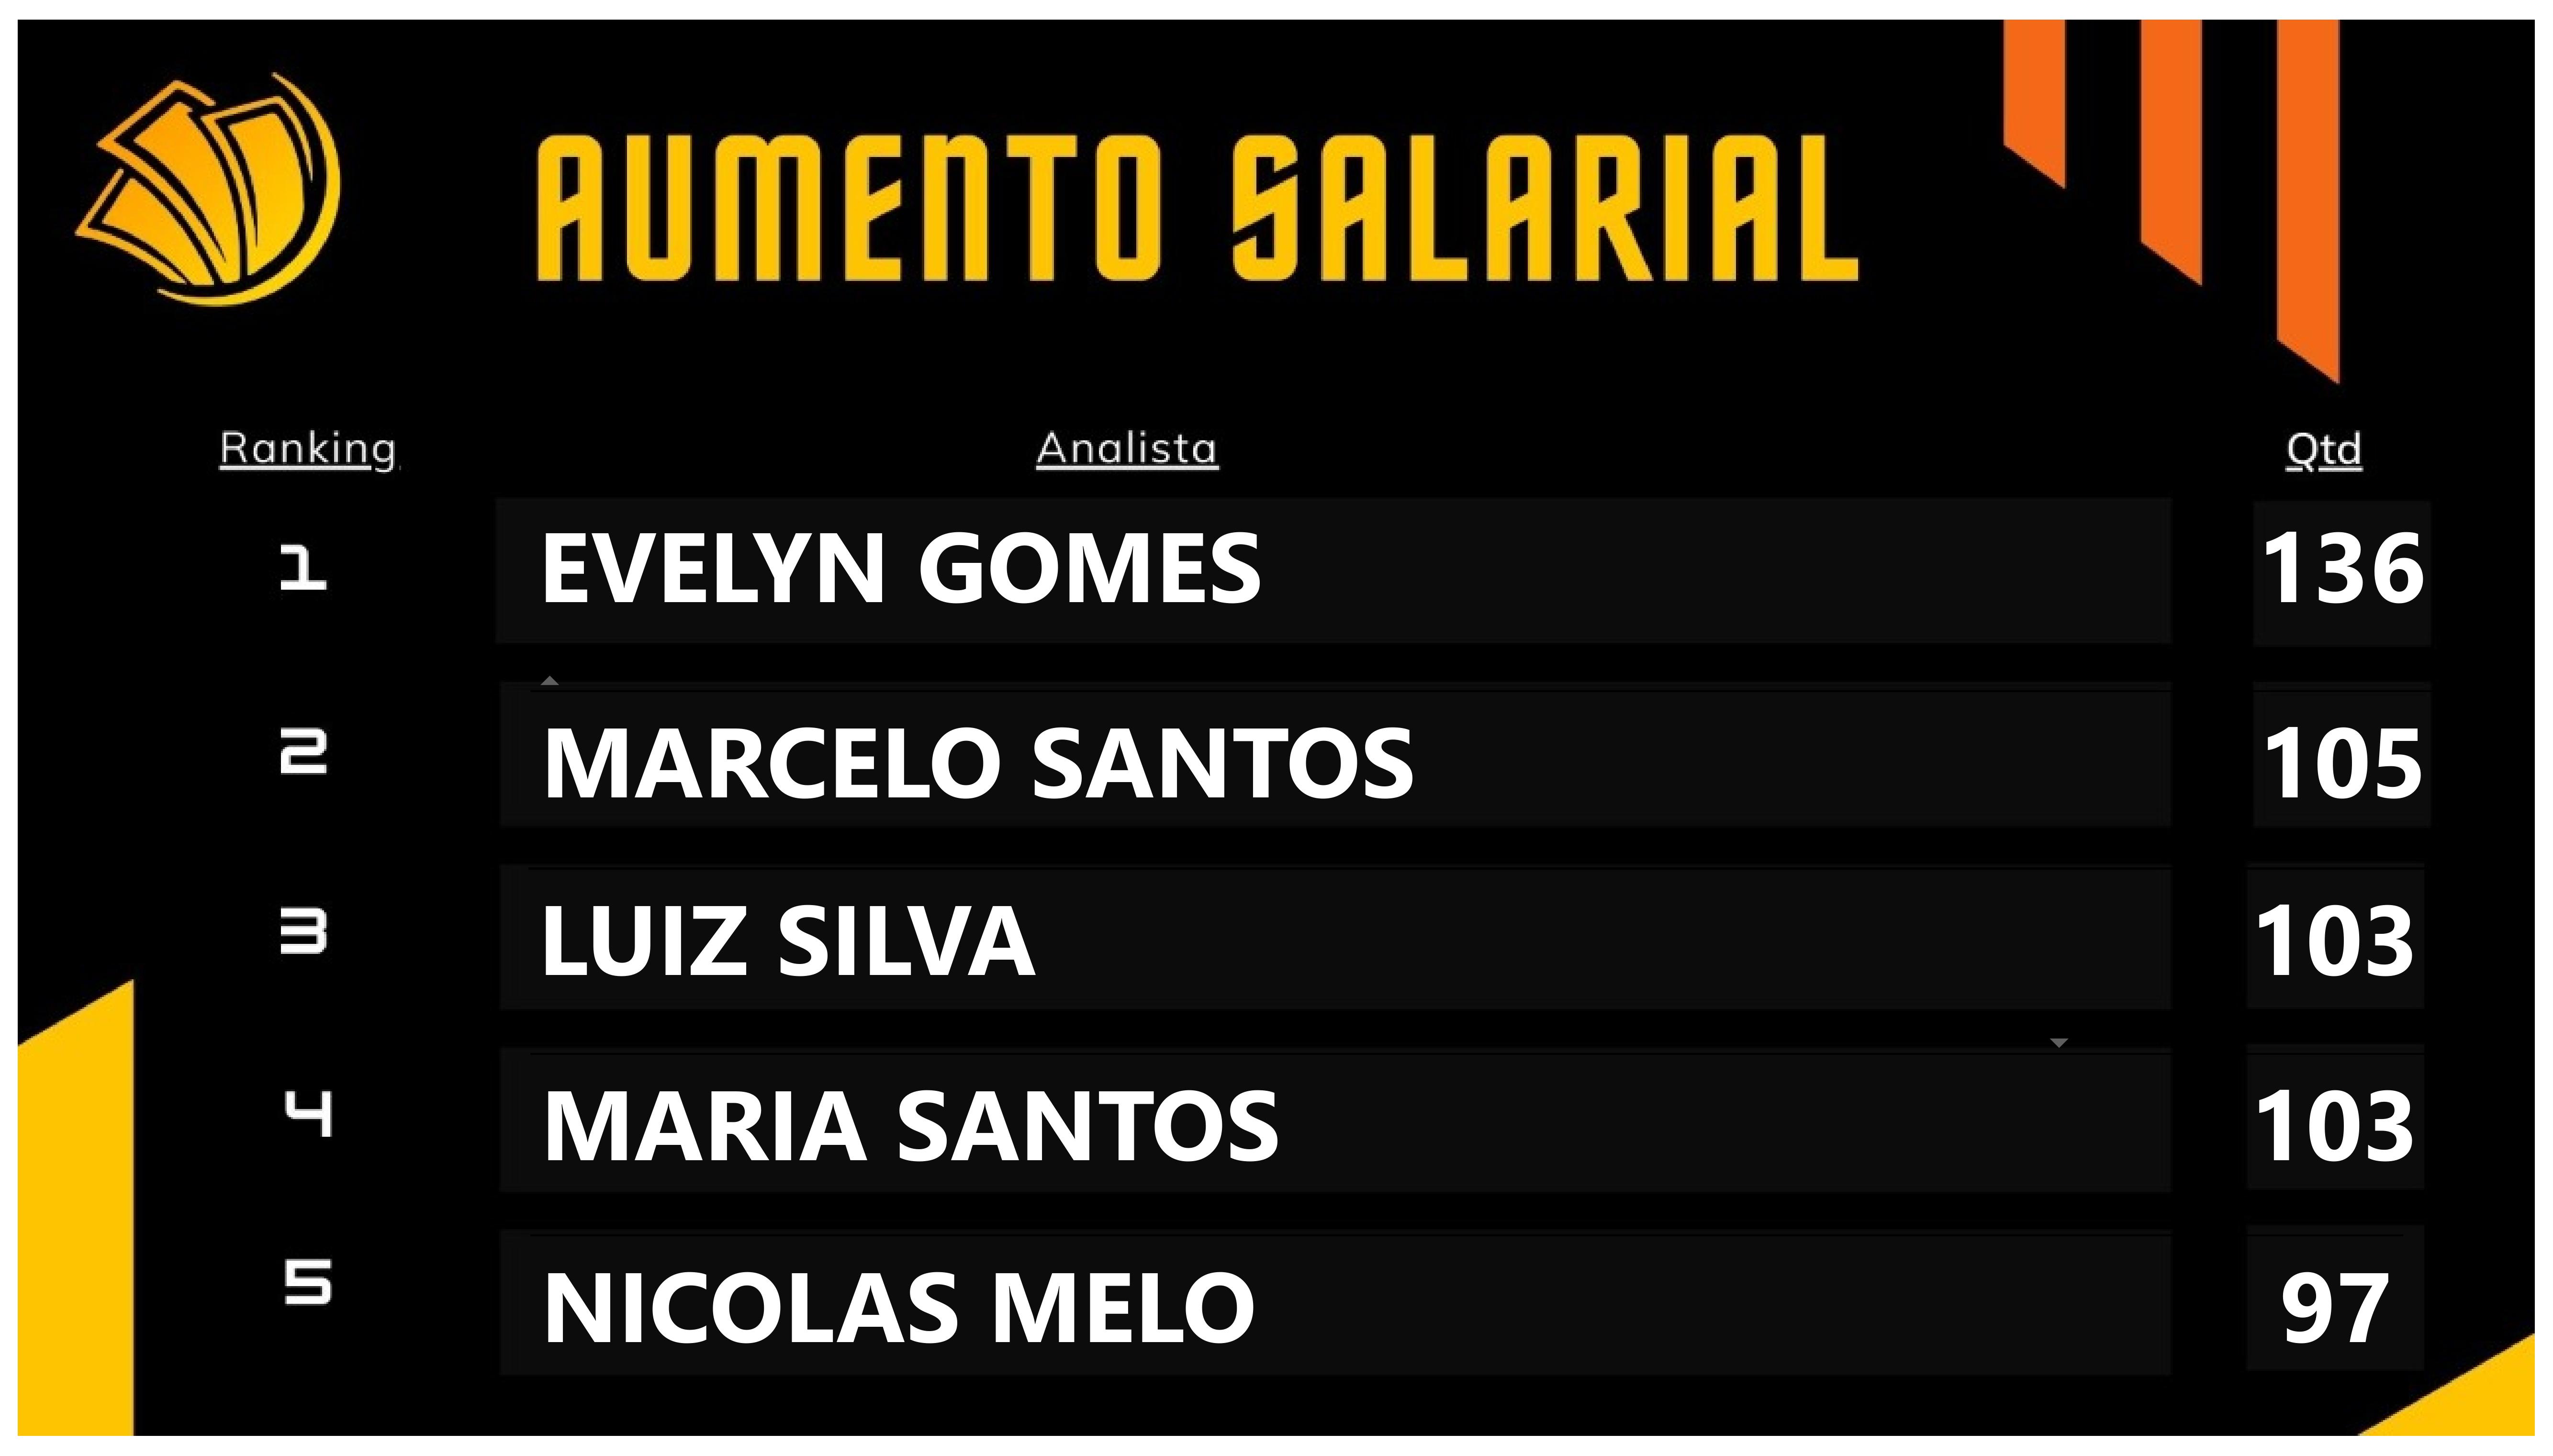 AUMENTO SALARIAL
Ranking Analista Qtd
1 EVELYN GOMES 136
2 MARCELO SANTOS 105
3 LUIZ SILVA 103
4 MARIA SANTOS 103
5 NICOLAS MELO 97